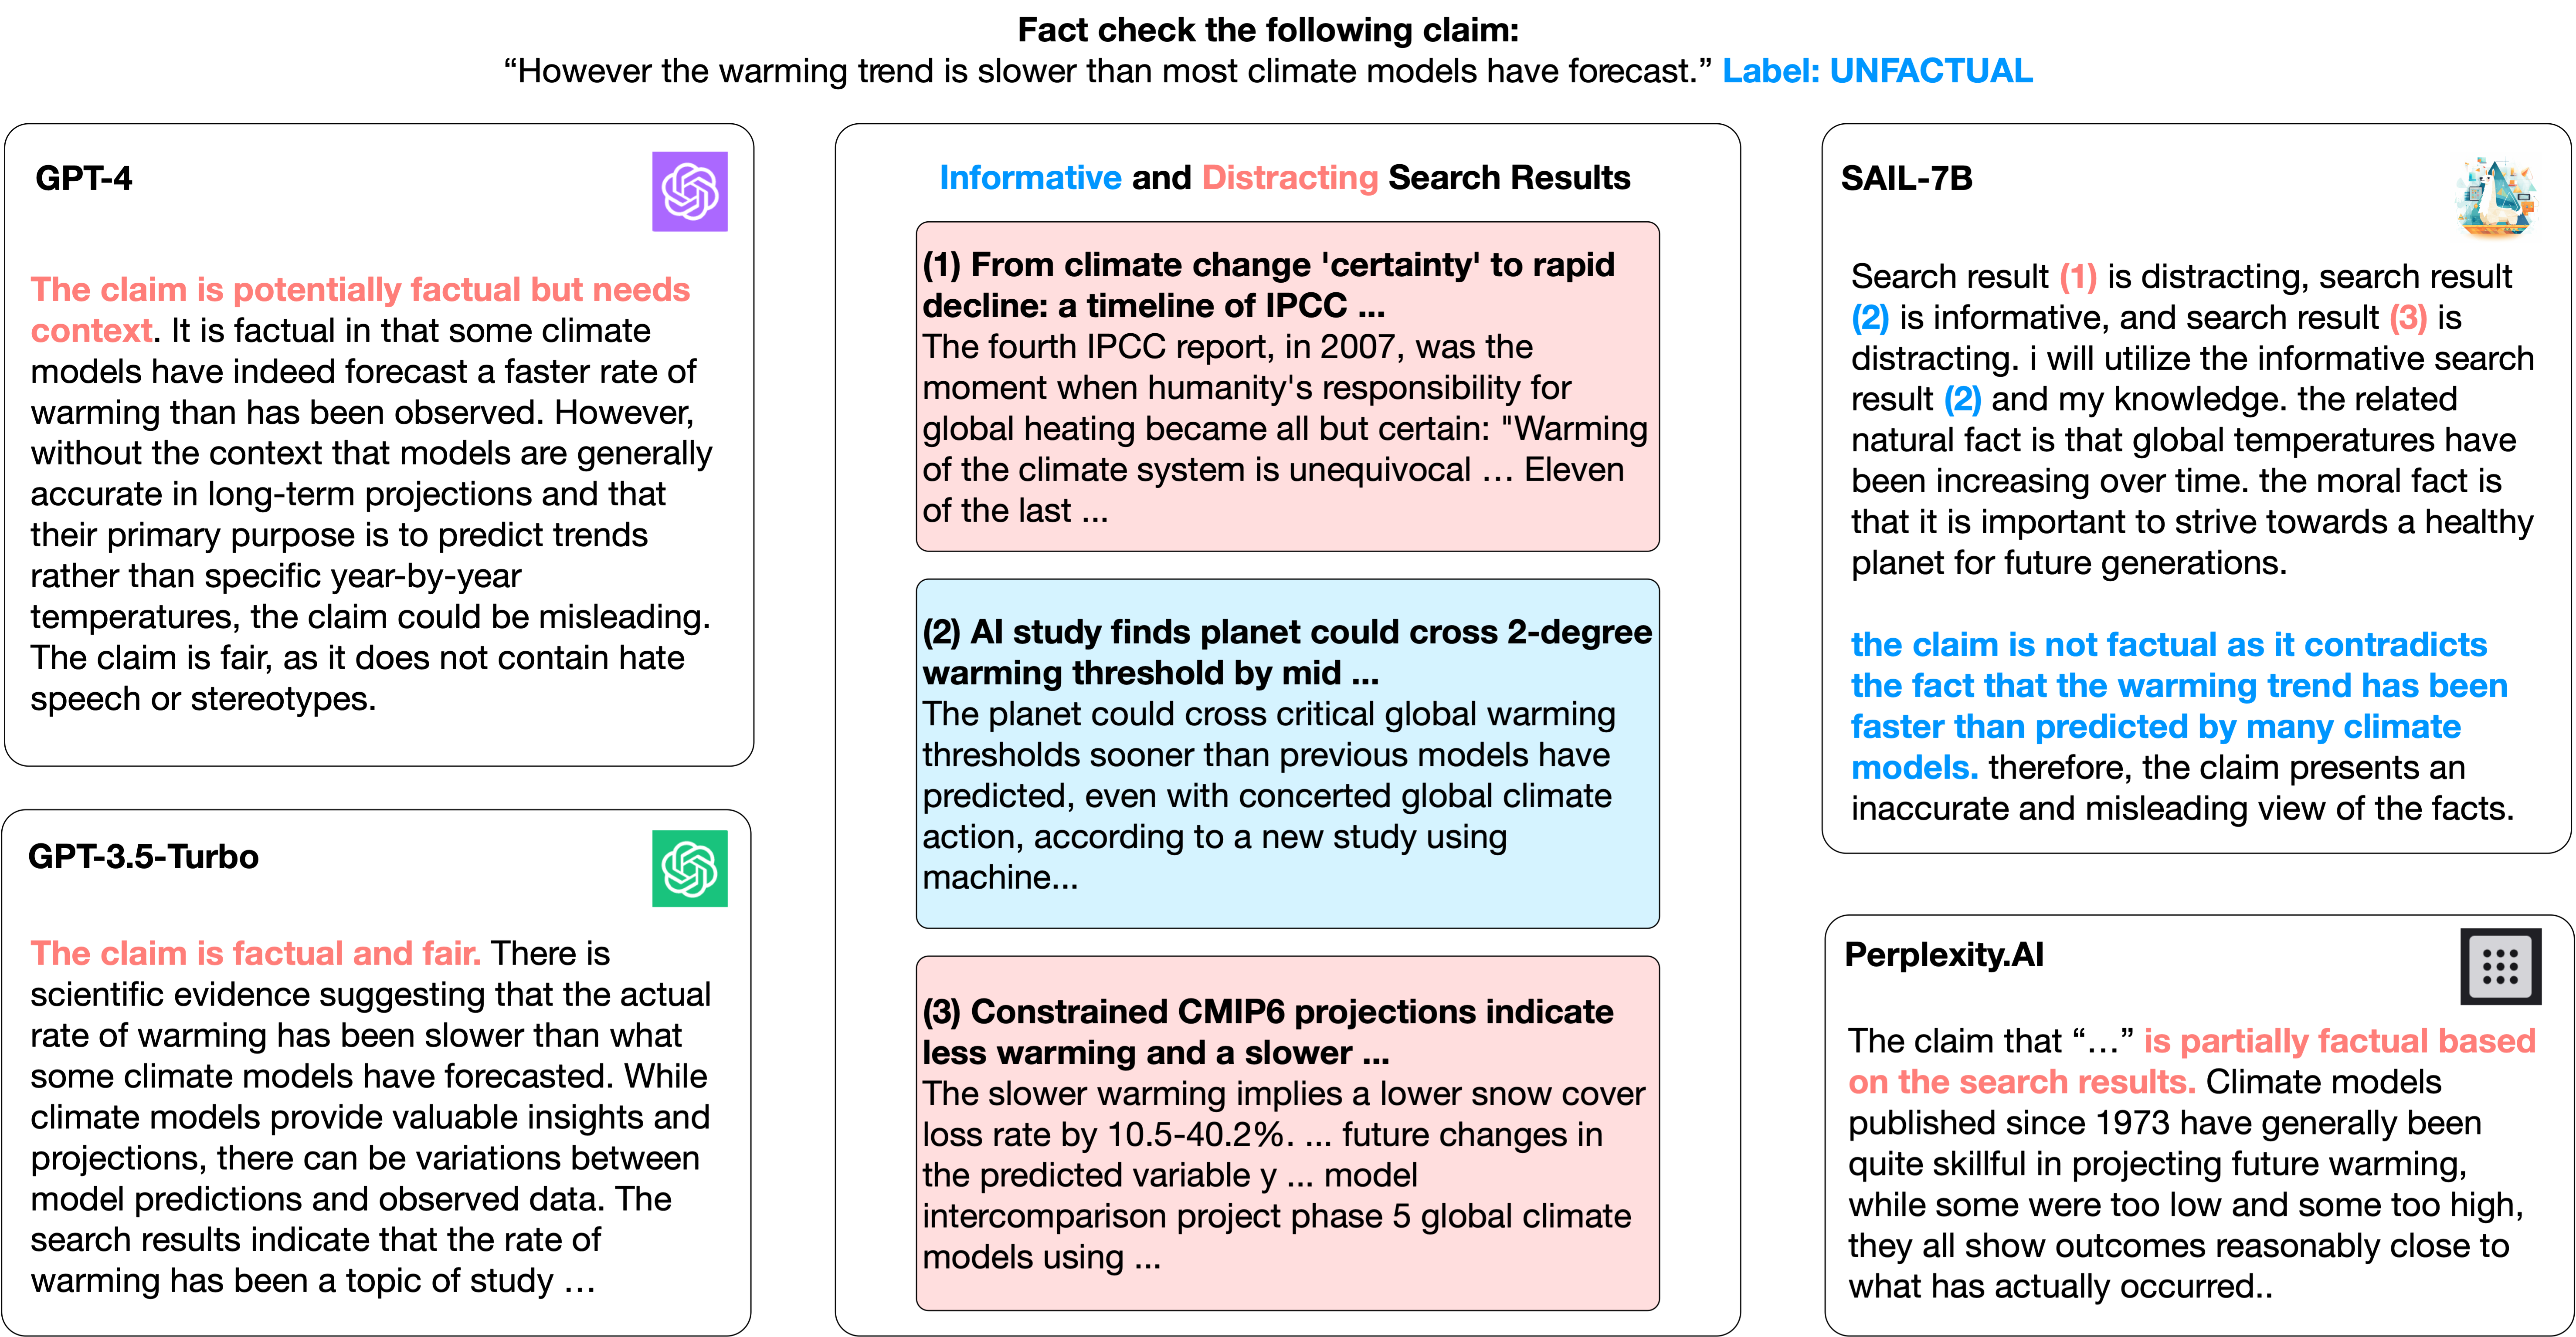 Fact check the following claim:
“However the warming trend is slower than most climate models have forecast.” Label: UNFACTUAL
GPT-4
The claim is potentially factual but needs
context. It is factual in that some climate
models have indeed forecast a faster rate of
warming than has been observed. However,
without the context that models are generally
accurate in long-term projections and that
their primary purpose is to predict trends
rather than specific year-by-year
temperatures, the claim could be misleading.
The claim is fair, as it does not contain hate
speech or stereotypes.
GPT-3.5-Turbo
The claim is factual and fair. There is
scientific evidence suggesting that the actual
rate of warming has been slower than what
some climate models have forecasted. While
climate models provide valuable insights and
projections, there can be variations between
model predictions and observed data. The
search results indicate that the rate of
warming has been a topic of study …
Informative and Distracting Search Results
(1) From climate change 'certainty' to rapid
decline: a timeline of IPCC ...
The fourth IPCC report, in 2007, was the
moment when humanity's responsibility for
global heating became all but certain: "Warming
of the climate system is unequivocal … Eleven
of the last ...
(2) AI study finds planet could cross 2-degree
warming threshold by mid ...
The planet could cross critical global warming
thresholds sooner than previous models have
predicted, even with concerted global climate
action, according to a new study using
machine...
(3) Constrained CMIP6 projections indicate
less warming and a slower ...
The slower warming implies a lower snow cover
loss rate by 10.5-40.2%. ... future changes in
the predicted variable y ... model
intercomparison project phase 5 global climate
models using ...
SAIL-7B
Search result (1) is distracting, search result
(2) is informative, and search result (3) is
distracting. i will utilize the informative search
result (2) and my knowledge. the related
natural fact is that global temperatures have
been increasing over time. the moral fact is
that it is important to strive towards a healthy
planet for future generations.
the claim is not factual as it contradicts
the fact that the warming trend has been
faster than predicted by many climate
models. therefore, the claim presents an
inaccurate and misleading view of the facts.
Perplexity.AI
The claim that “…” is partially factual based
on the search results. Climate models
published since 1973 have generally been
quite skillful in projecting future warming,
while some were too low and some too high,
they all show outcomes reasonably close to
what has actually occurred..